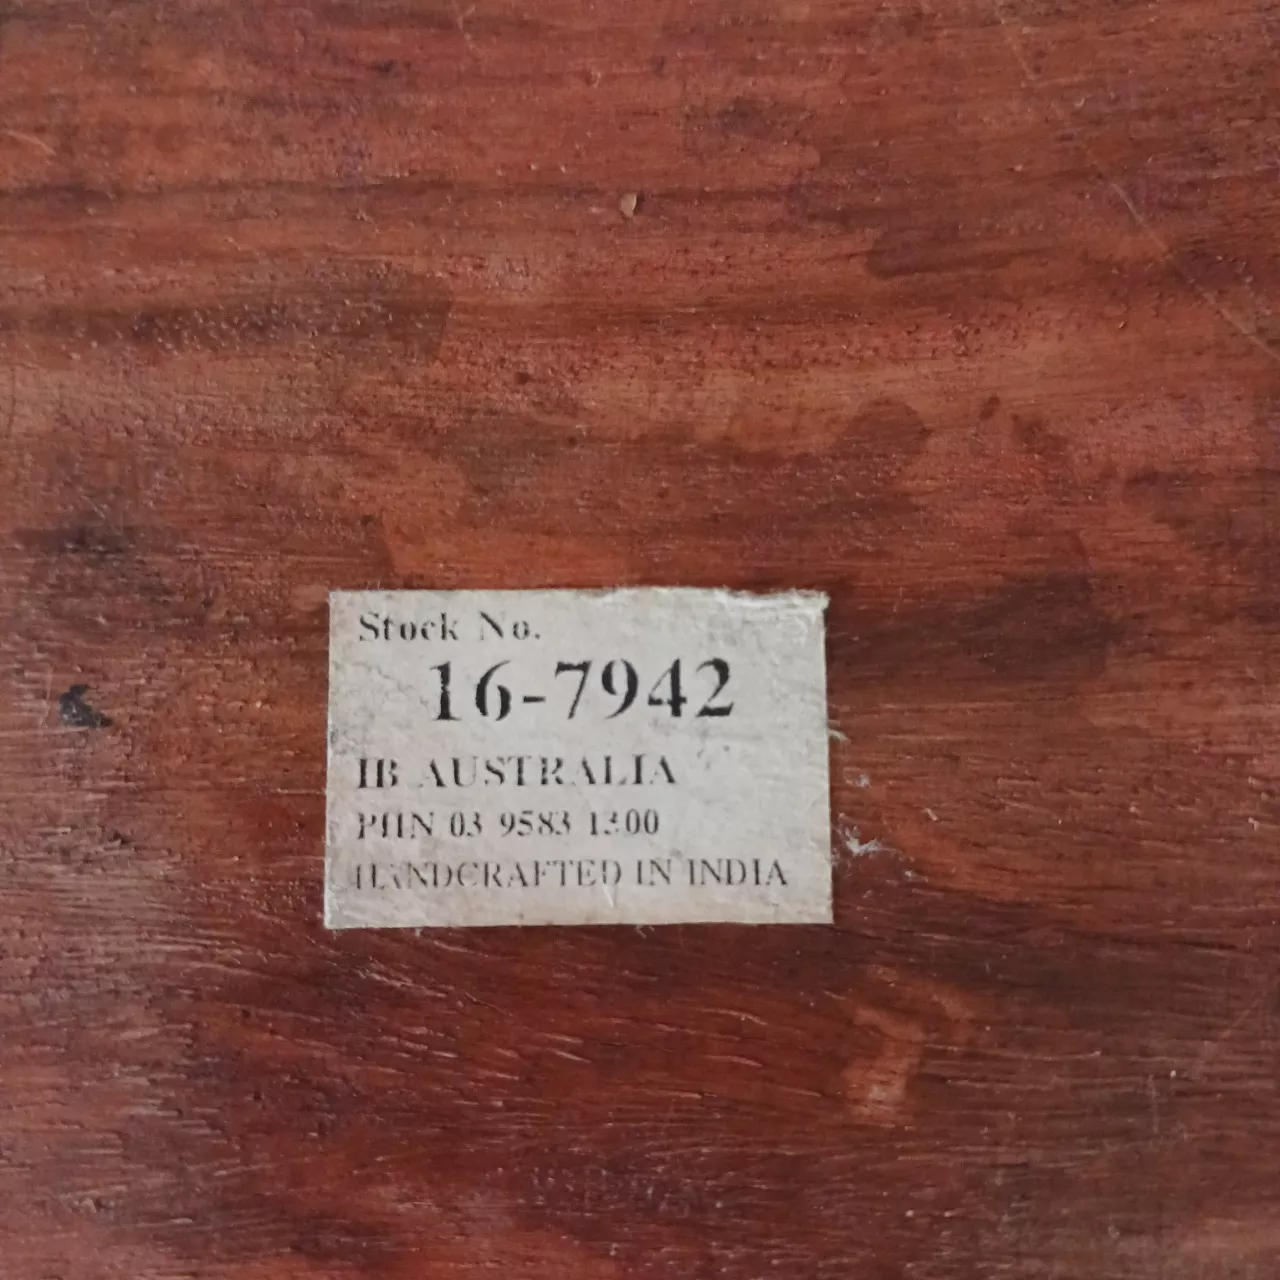 Stock No.
16-7942
IB AUSTRALIA
PHN 03 9583
HANDCRAFTED IN INDIA